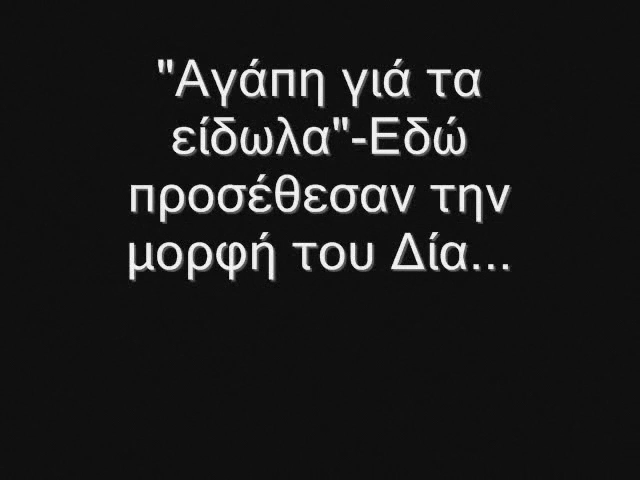 "Αγάπη γιά τα
είδωλα"-Εδώ
προσέθεσαν την
μορφή του Δία...